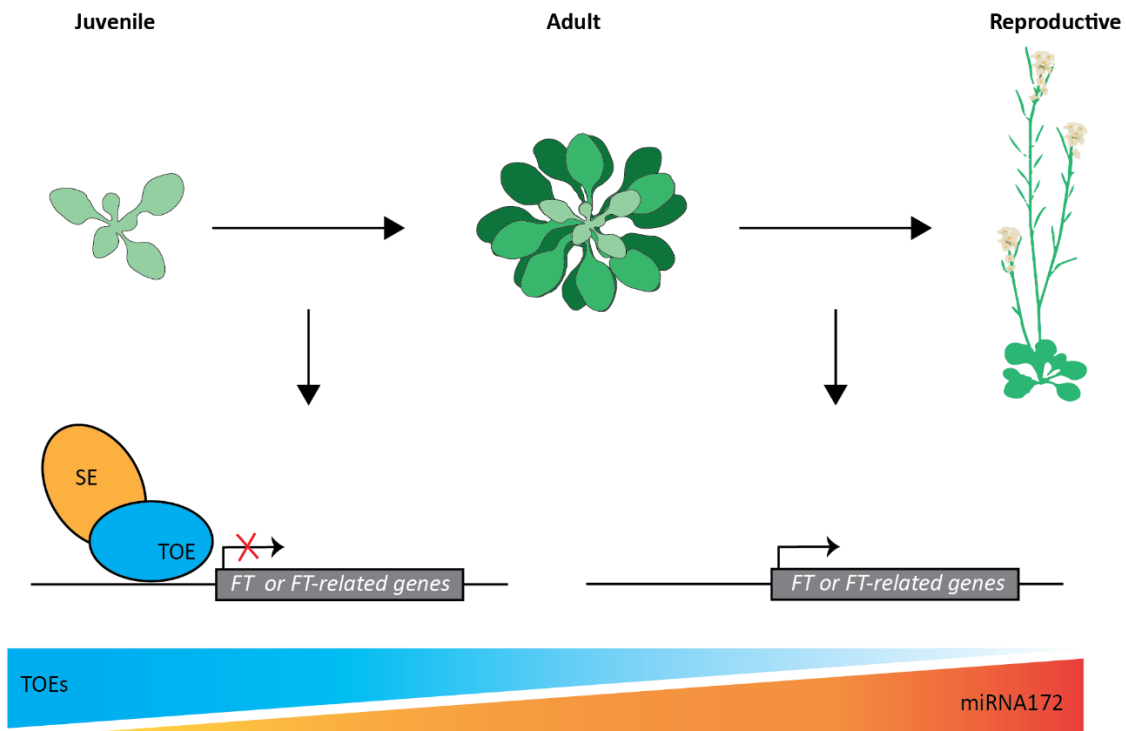 Juvenile
Adult
Reproductive
SE
TOE
FT or FT-related genes
FT or FT-related genes
TOEs
miRNA172